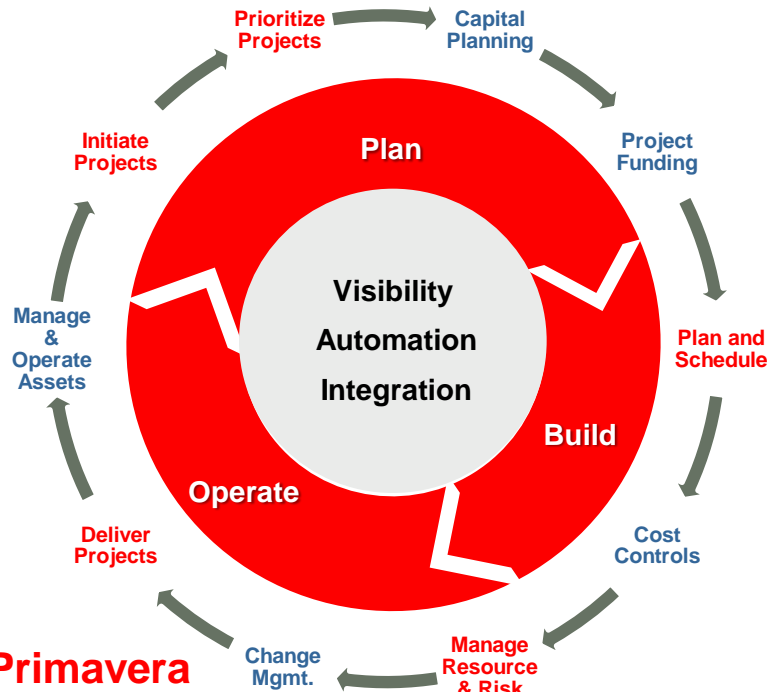 Prioritize
Projects
Capital
Planning
Initiate
Projects
Plan
Project
Funding
Visibility
Automation
Integration
Manage
&
Operate
Assets
Plan and
Schedule
Build
Operate
Deliver
Projects
Cost
Controls
Primavera
Change
Mgmt.
Manage
Resource
& Risk